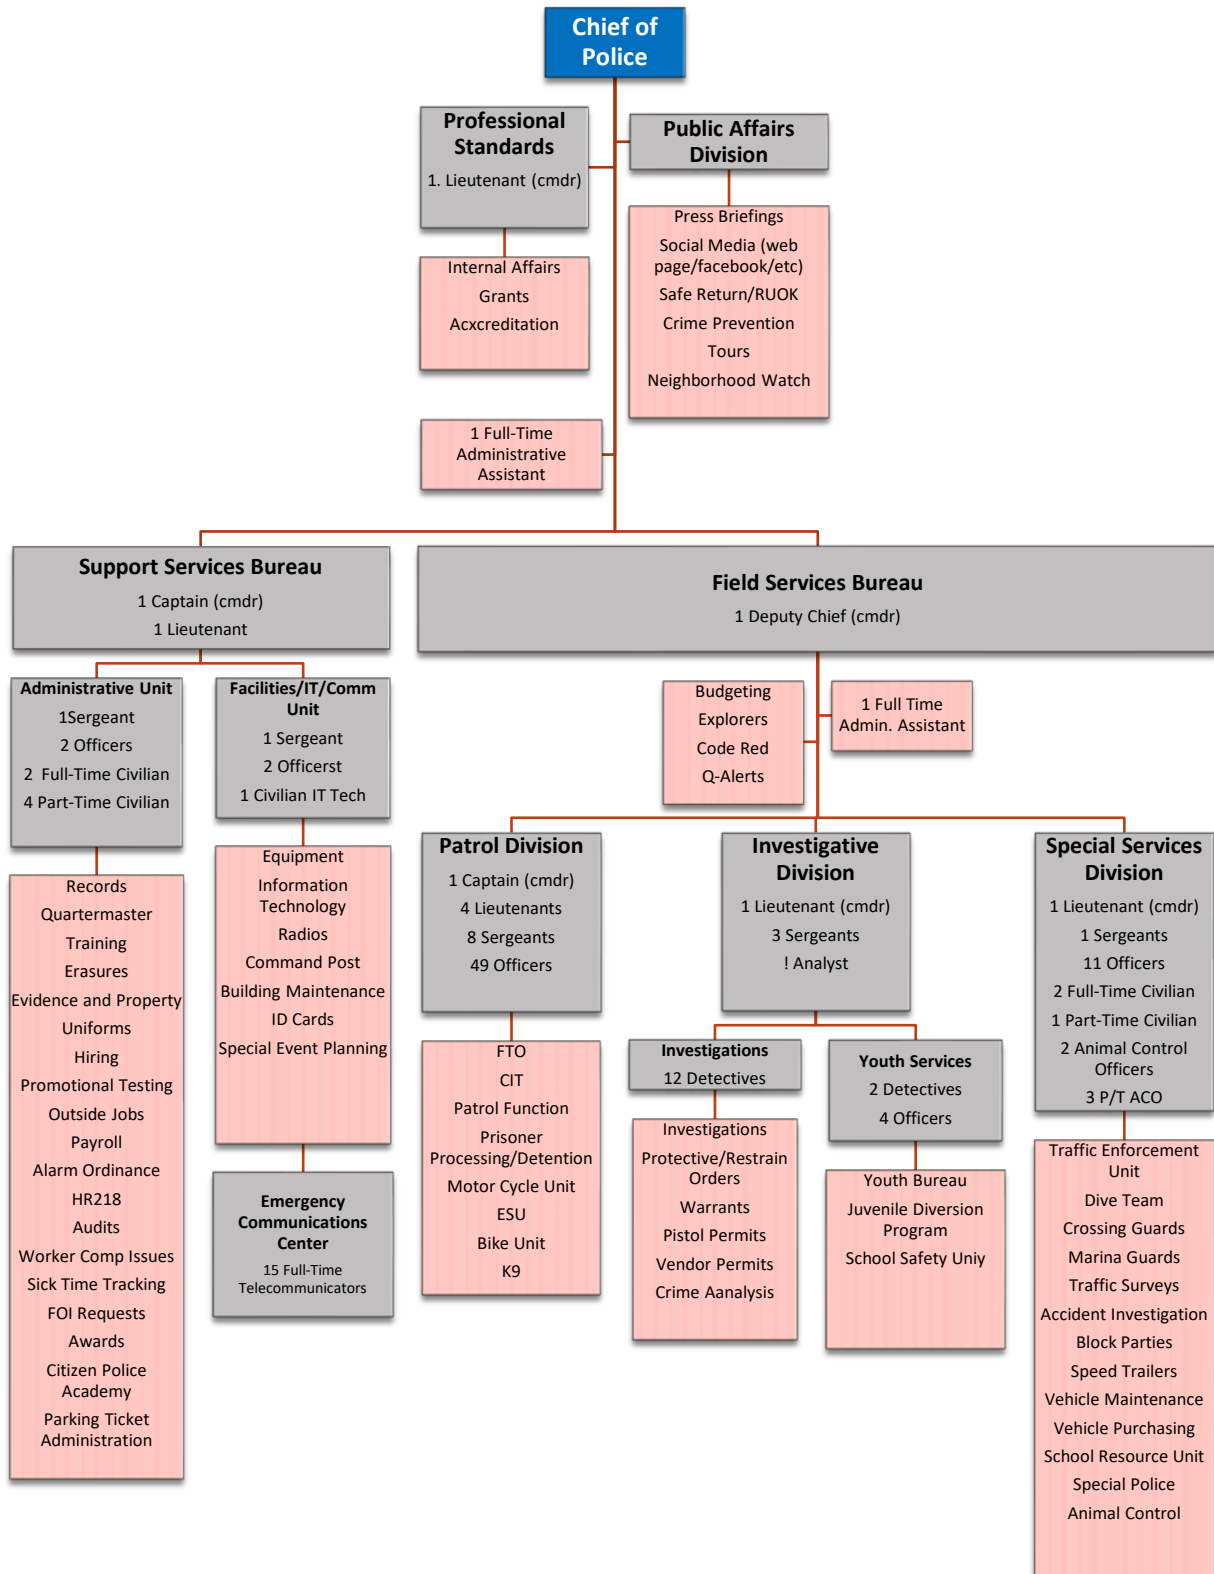 Chief of
Police
Professional
Standards
1. Lieutenant (cmdr)
Public Affairs
Division
Internal Affairs
Grants
Acxcreditation
Press Briefings
Social Media (web
page/facebook/etc)
Safe Return/RUOK
Crime Prevention
Tours
Neighborhood Watch
1 Full-Time
Administrative
Assistant
Support Services Bureau
1 Captain (cmdr)
1 Lieutenant
Field Services Bureau
1 Deputy Chief (cmdr)
Administrative Unit
1Sergeant
2 Officers
2  Full-Time Civilian
4 Part-Time Civilian
Facilities/IT/Comm
Unit
1 Sergeant
2 Officerst
1 Civilian IT Tech
Budgeting
Explorers
Code Red
Q-Alerts
1 Full Time
Admin. Assistant
Records
Quartermaster
Training
Erasures
Evidence and Property
Uniforms
Hiring
Promotional Testing
Outside Jobs
Payroll
Alarm Ordinance
HR218
Audits
Worker Comp Issues
Sick Time Tracking
FOI Requests
Awards
Citizen Police
Academy
Parking Ticket
Administration
Equipment
Information
Technology
Radios
Command Post
Building Maintenance
ID Cards
Special Event Planning
Emergency
Communications
Center
15 Full-Time
Telecommunicators
Patrol Division
1 Captain (cmdr)
4 Lieutenants
8 Sergeants
49 Officers
FTO
CIT
Patrol Function
Prisoner
Processing/Detention
Motor Cycle Unit
ESU
Bike Unit
K9
Investigative
Division
1 Lieutenant (cmdr)
3 Sergeants
! Analyst
Investigations
12 Detectives
Investigations
Protective/Restrain
Orders
Warrants
Pistol Permits
Vendor Permits
Crime Aanalysis
Youth Services
2 Detectives
4 Officers
Youth Bureau
Juvenile Diversion
Program
School Safety Univ
Special Services
Division
1 Lieutenant (cmdr)
1 Sergeants
11 Officers
2 Full-Time Civilian
1 Part-Time Civilian
2 Animal Control
Officers
3 P/T ACO
Traffic Enforcement
Unit
Dive Team
Crossing Guards
Marina Guards
Traffic Surveys
Accident Investigation
Block Parties
Speed Trailers
Vehicle Maintenance
Vehicle Purchasing
School Resource Unit
Special Police
Animal Control